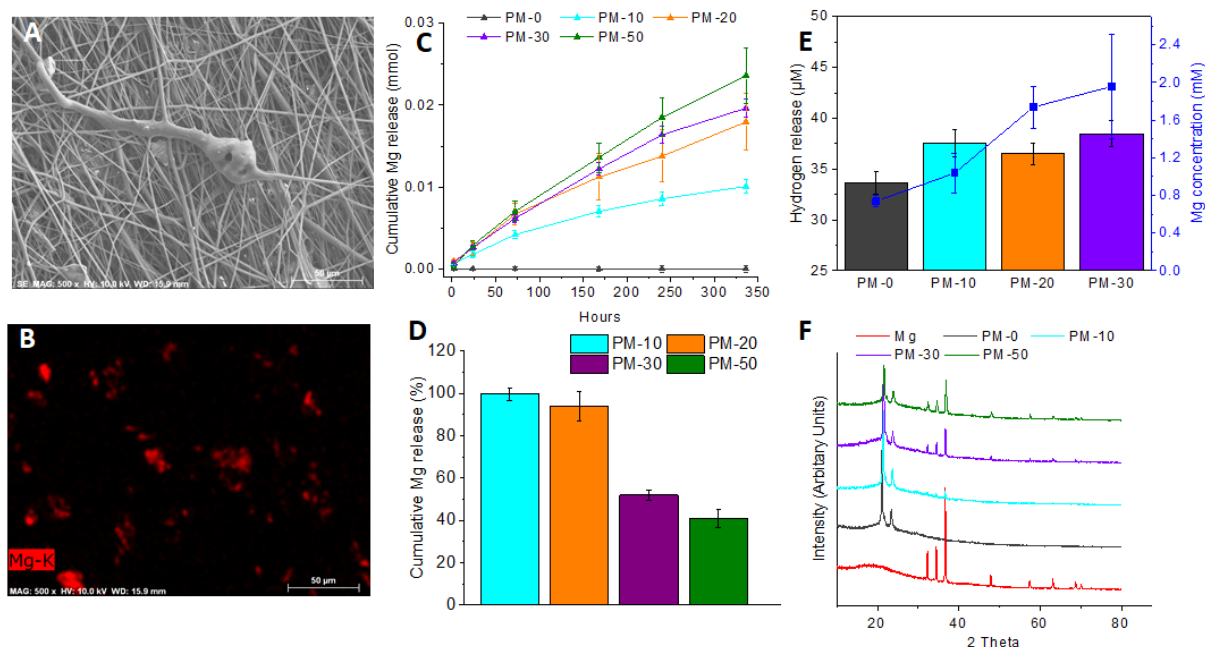 A
50 µm
SE MAG: 500 x HV: 10.0 kV WD: 15.9 mm
B
Mg-K
50 µm
MAG: 500 x HV: 10.0 kV WD: 15.9 mm
C
PM-0 PM-10 PM-20
PM-30 PM-50
Cumulative Mg release (mmol)
0.03
0.02
0.01
0.00
0 50 100 150 200 250 300 350
Hours
D
PM-10 PM-20
PM-30 PM-50
Cumulative Mg release (%)
120
100
80
60
40
20
0
E
Hydrogen release (µM)
50
45
40
35
30
25
2.4
2.0
1.6
1.2
0.8
0.4
0.0
Mg concentration (mM)
PM-0 PM-10 PM-20 PM-30
F
Mg PM-0 PM-10
PM-30 PM-50
Intensity (Arbitary Units)
20 40 60 80
2 Theta